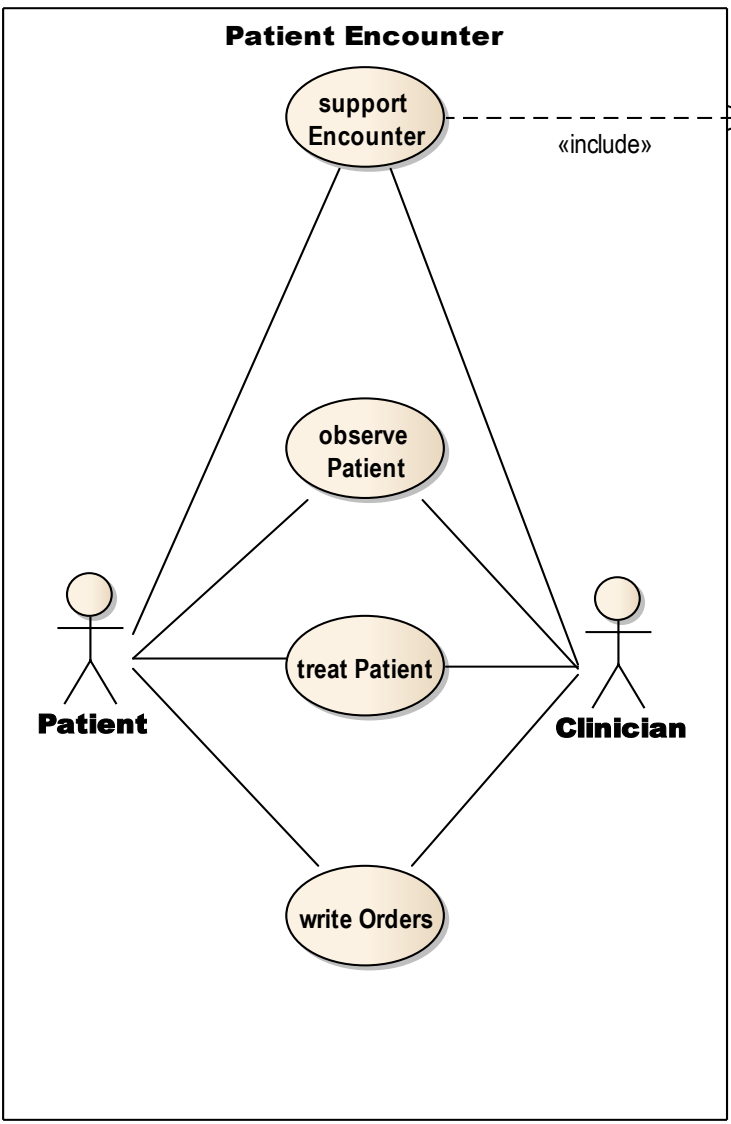 Patient Encounter
support
Encounter
«include»
observe
Patient
treat Patient
Patient
Clinician
write Orders